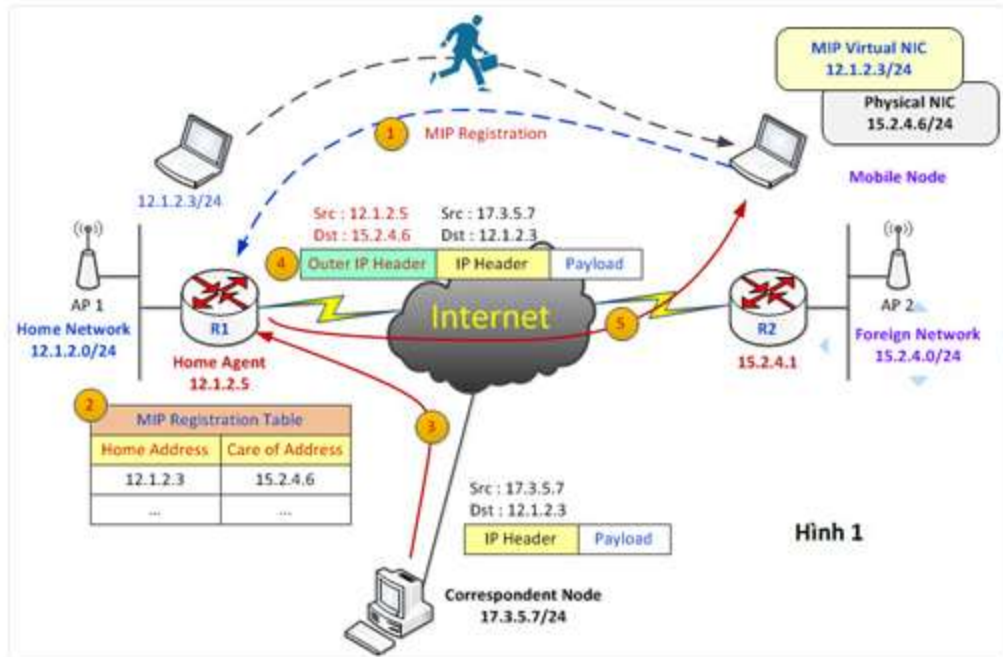 MIP Virtual NIC
12.1.2.3/24
Physical NIC
15.2.4.6/24
1
MIP Registration
Mobile Node
12.1.2.3/24
Src : 12.1.2.5
Dst : 15.2.4.6
Src : 17.3.5.7
Dst : 12.1.2.3
4
Outer IP Header
IP Header
Payload
AP 1
Home Network
12.1.2.0/24
R1
Home Agent
12.1.2.5
Internet
5
R2
15.2.4.1
AP 2
Foreign Network
15.2.4.0/24
2
MIP Registration Table
Home Address
Care of Address
12.1.2.3
15.2.4.6
...
...
3
Src : 17.3.5.7
Dst : 12.1.2.3
IP Header
Payload
Hình 1
Correspondent Node
17.3.5.7/24